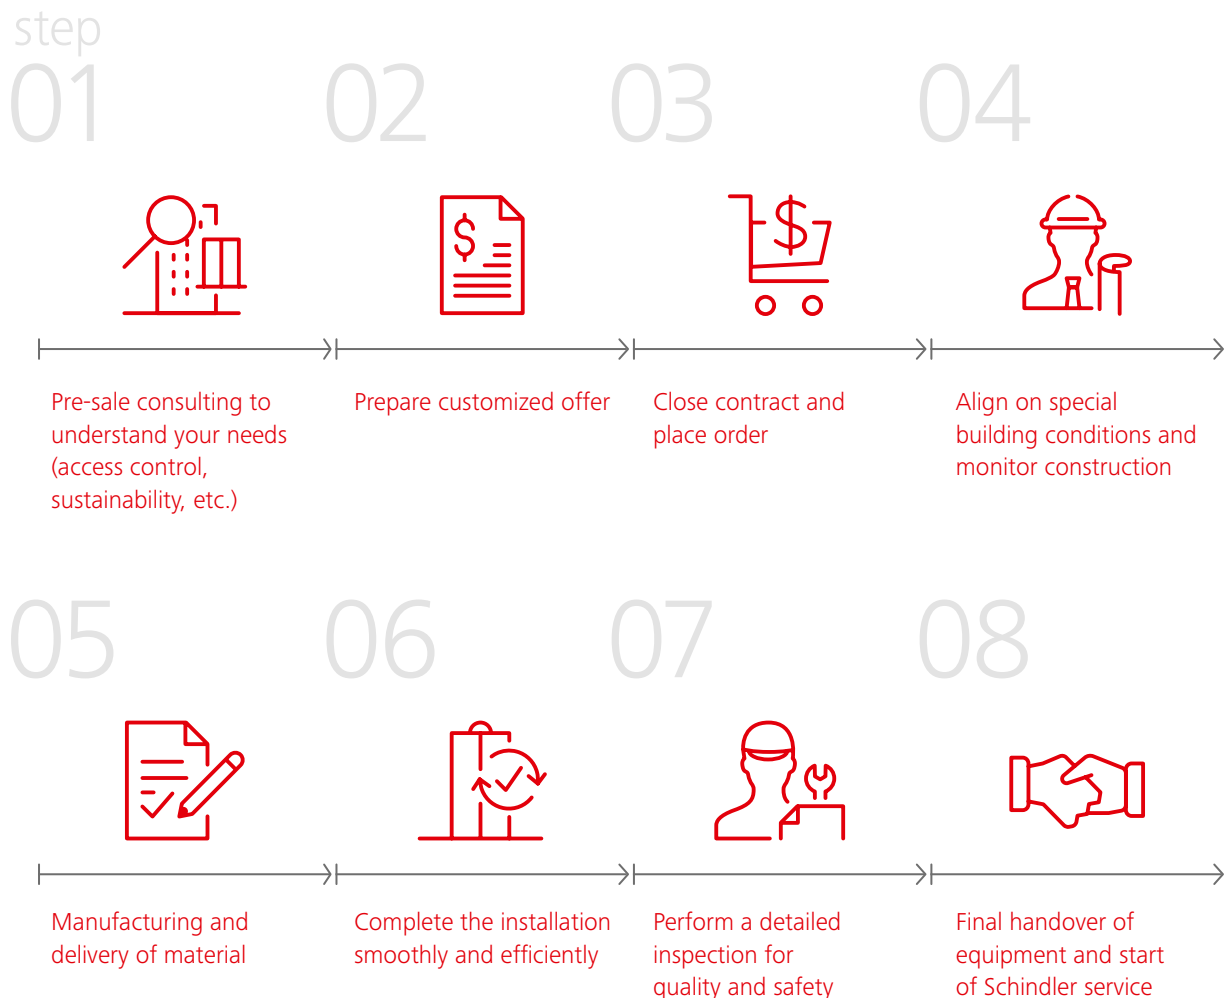 step
01
02
03
04
Pre-sale consulting to
understand your needs
(access control,
sustainability, etc.)
Prepare customized offer
Close contract and
place order
Align on special
building conditions and
monitor construction
05
06
07
08
Manufacturing and
delivery of material
Complete the installation
smoothly and efficiently
Perform a detailed
inspection for
quality and safety
Final handover of
equipment and start
of Schindler service